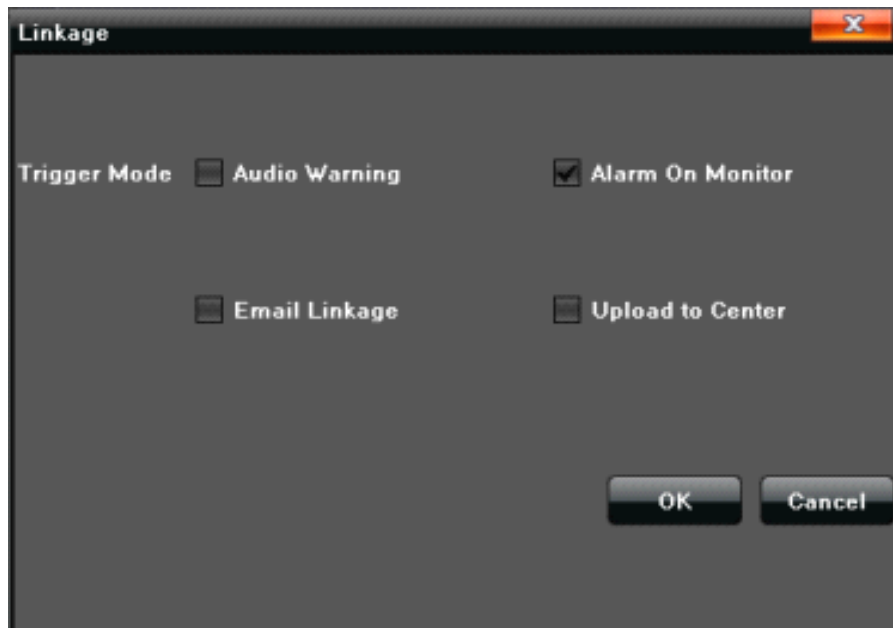 Linkage
Trigger Mode Audio Warning Alarm On Monitor
Email Linkage Upload to Center
OK Cancel